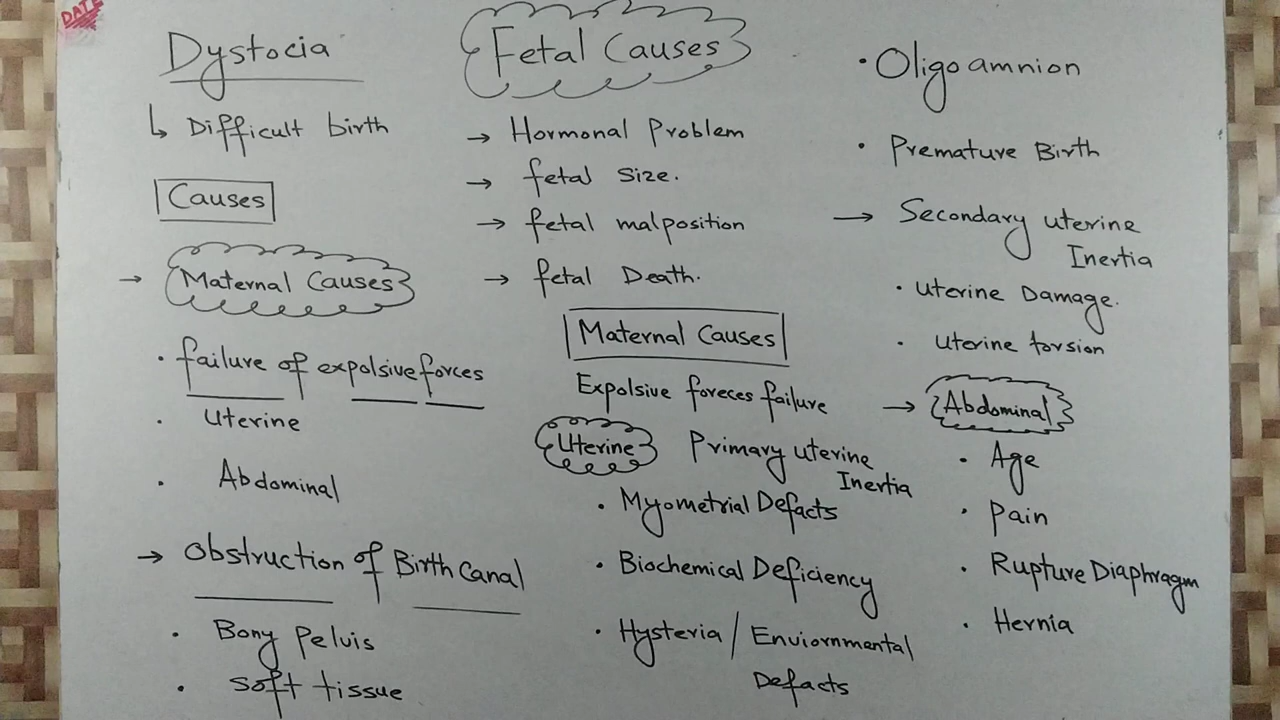 DATE
Dystocia
↳ Difficult birth
Causes
→ Maternal Causes
• failure of expolsive forces
• Uterine
• Abdominal
→ Obstruction of Birth Canal
• Bony Pelvis
• Soft tissue
Fetal Causes
→ Hormonal Problem
→ fetal size.
→ fetal malposition
→ fetal Death.
Maternal Causes
Expolsive foreces failure
Uterine Primary uterine
Inertia
• Myometrial Defects
• Biochemical Deficiency
• Hysteria / Enviornmental
Defects
• Oligoamnion
• Premature Birth
→ Secondary uterine
Inertia
• Uterine Damage.
• Uterine torsion
→ Abdominal
• Age
• Pain
• Rupture Diaphragm
• Hernia